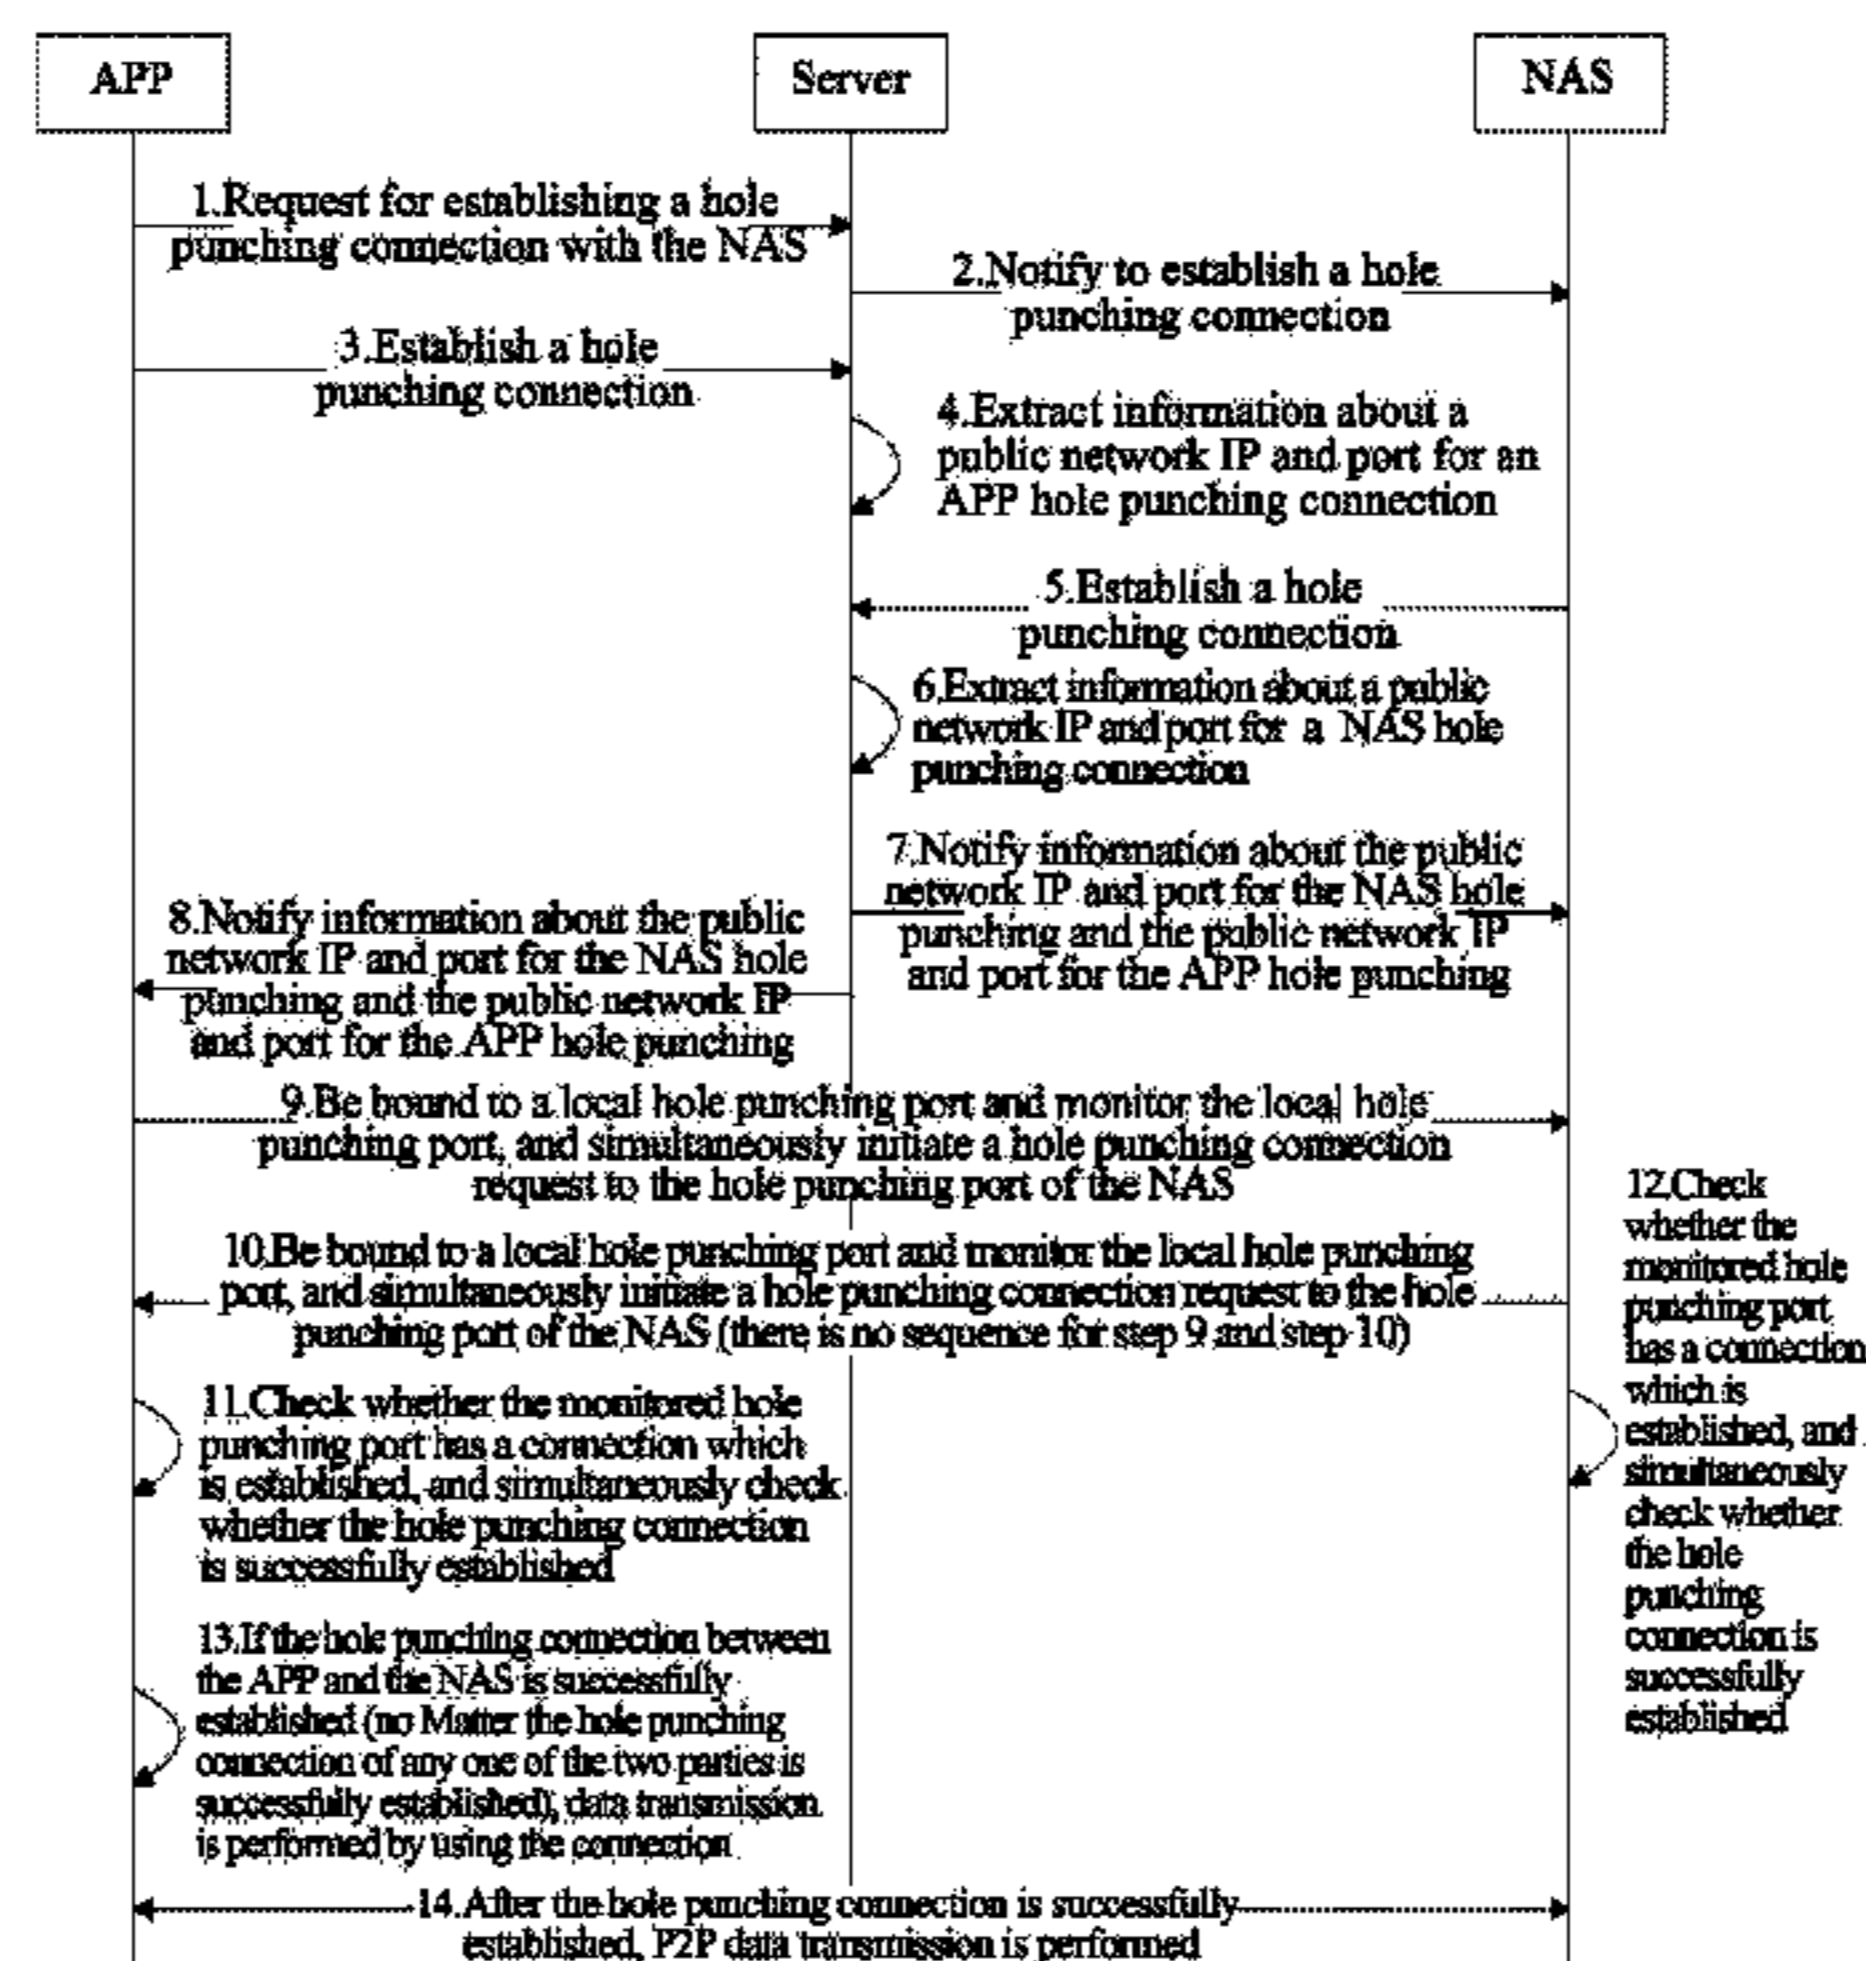 APP
Server
NAS
1.Request for establishing a hole
punching connection with the NAS
2.Notify to establish a hole
punching connection
3.Establish a hole
punching connection
4.Extract information about a
public network IP and port for an
APP hole punching connection
5.Establish a hole
punching connection
6.Extract information about a public
network IP and port for a NAS hole
punching connection
7.Notify information about the public
network IP and port for the NAS hole
punching and the public network IP
and port for the APP hole punching
8.Notify information about the public
network IP and port for the NAS hole
punching and the public network IP
and port for the APP hole punching
9.Be bound to a local hole punching port and monitor the local hole
punching port, and simultaneously initiate a hole punching connection
request to the hole punching port of the NAS
10.Be bound to a local hole punching port and monitor the local hole punching
port, and simultaneously initiate a hole punching connection request to the hole
punching port of the NAS (there is no sequence for step 9 and step 10)
11.Check whether the monitored hole
punching port has a connection which
is established, and simultaneously check
whether the hole punching connection
is successfully established
12.Check
whether the
monitored hole
punching port
has a connection
which is
established, and
simultaneously
check whether
the hole
punching
connection is
successfully
established
13.If the hole punching connection between
the APP and the NAS is successfully
established (no Matter the hole punching
connection of any one of the two parties is
successfully established), data transmission
is performed by using the connection
14.After the hole punching connection is successfully
established, P2P data transmission is performed